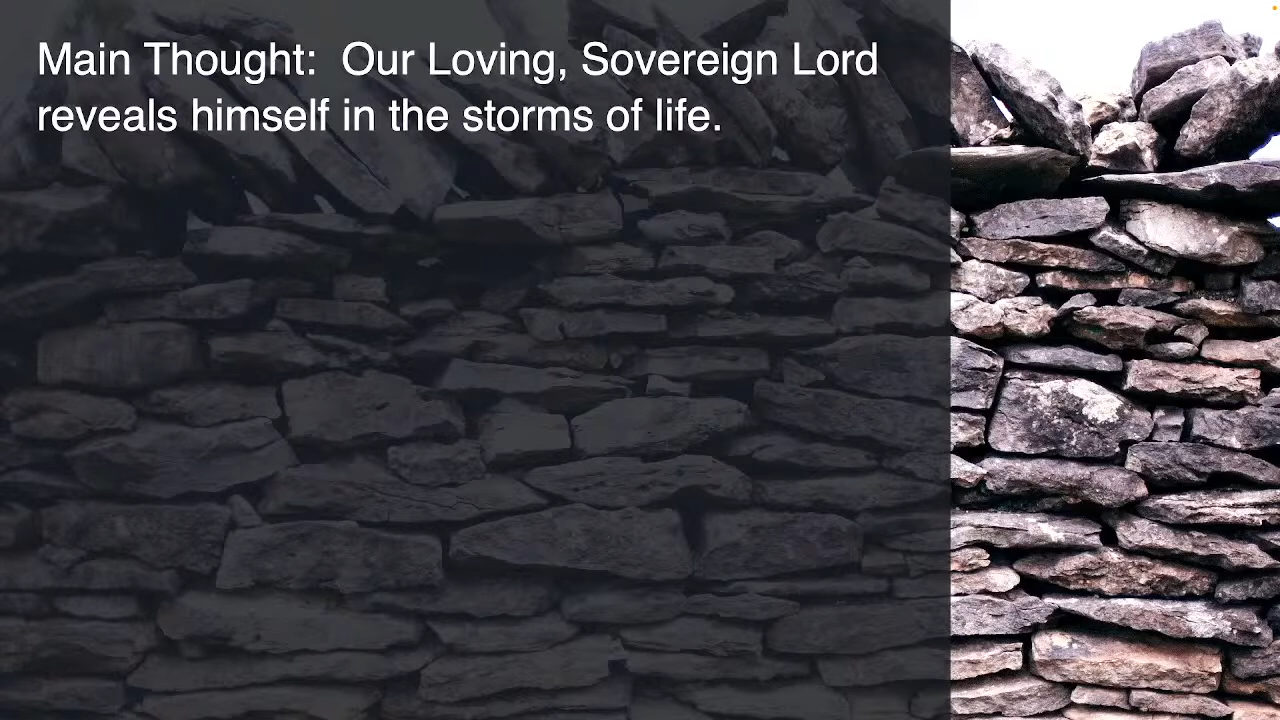 Main Thought:  Our Loving, Sovereign Lord
reveals himself in the storms of life.